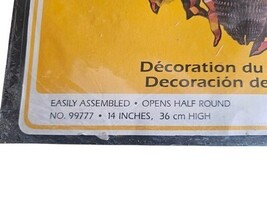 Décoration du
Decoración de
EASILY ASSEMBLED • OPENS HALF ROUND
NO. 99777 • 14 INCHES, 36 cm HIGH